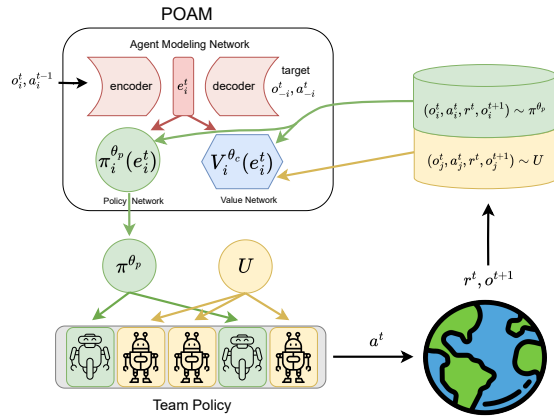 POAM
Agent Modeling Network
o_i^t, a_i^{t-1}
encoder
e_i^t
decoder
target
o_{-i}^t, a_{-i}^t
π_i^{θ_p}(e_i^t)
V_i^{θ_c}(e_i^t)
Policy Network
Value Network
(o_i^t, a_i^t, r^t, o_i^{t+1}) ∼ π^{θ_p}
(o_j^t, a_j^t, r^t, o_j^{t+1}) ∼ U
π^{θ_p}
U
r^t, o^{t+1}
a^t
Team Policy